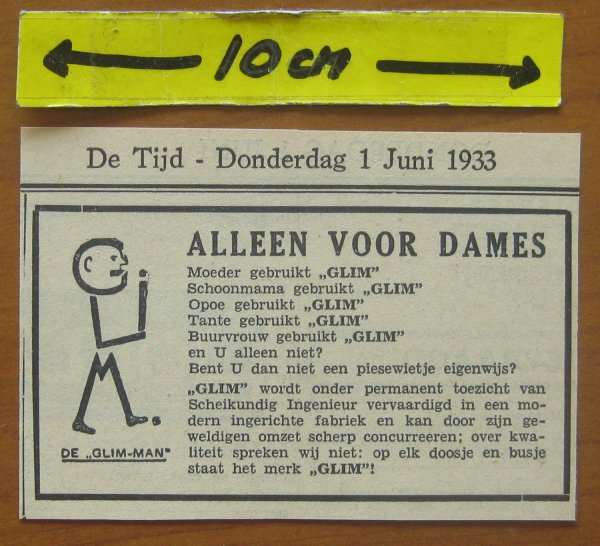 10cm
De Tijd - Donderdag 1 Juni 1933
ALLEEN VOOR DAMES
Moeder gebruikt „GLIM”
Schoonmama gebruikt „GLIM”
Opoe gebruikt „GLIM”
Tante gebruikt „GLIM”
Buurvrouw gebruikt „GLIM”
en U alleen niet?
Bent U dan niet een piesewietje eigenwijs?
„GLIM” wordt onder permanent toezicht van
Scheikundig Ingenieur vervaardigd in een mo-
dern ingerichte fabriek en kan door zijn ge-
weldigen omzet scherp concurreeren; over kwa-
liteit spreken wij niet: op elk doosje en busje
staat het merk „GLIM”!
DE „GLIM-MAN”